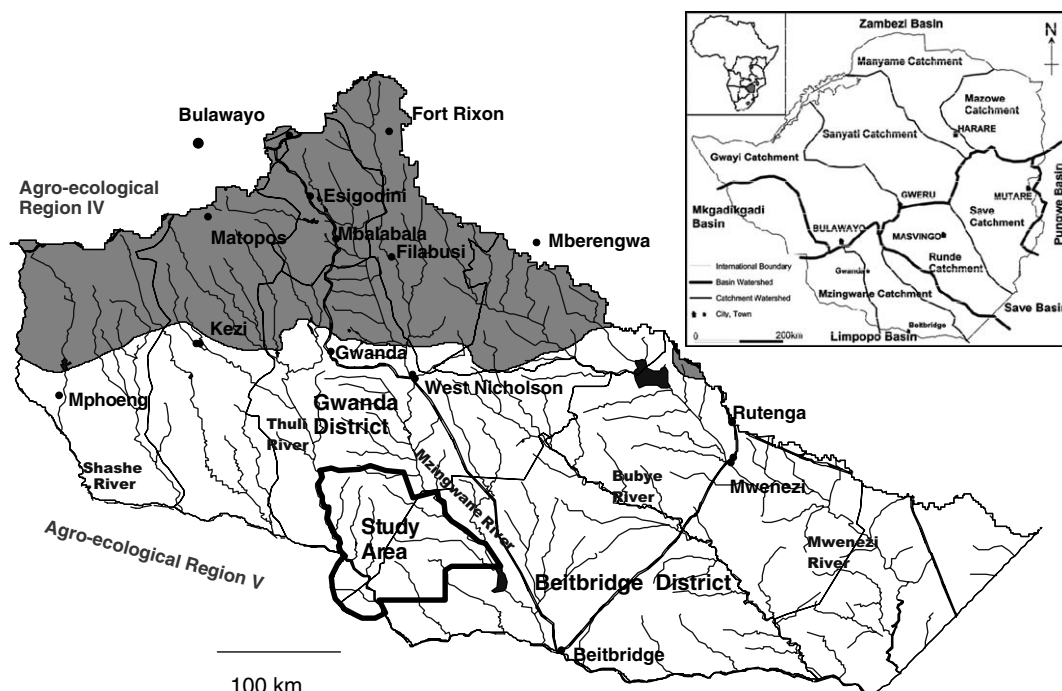 Bulawayo
Fort Rixon
Agro-ecological
Region IV
Esigodini
Matopos
Mbalabala
Filabusi
Mberengwa
Kezi
Gwanda
Mphoeng
West Nicholson
Gwanda
District
Thuli
River
Rutenga
Shashe
River
Mzingwane River
Bubye
River
Mwenezi
Study
Area
Agro-ecological Region V
Mwenezi
River
Beitbridge District
Beitbridge
100 km
Zambezi Basin
N
Manyame Catchment
Mazowe
Catchment
HARARE
Sanyati Catchment
Gwayi Catchment
GWERU
MUTARE
Pungwe Basin
Save
Catchment
Mkgadikgadi
Basin
BULAWAYO
MASVINGO
Runde
Catchment
International Boundary
Basin Watershed
Catchment Watershed
City, Town
Gwanda
Mzingwane Catchment
Save Basin
Beitbridge
Limpopo Basin
0
200km